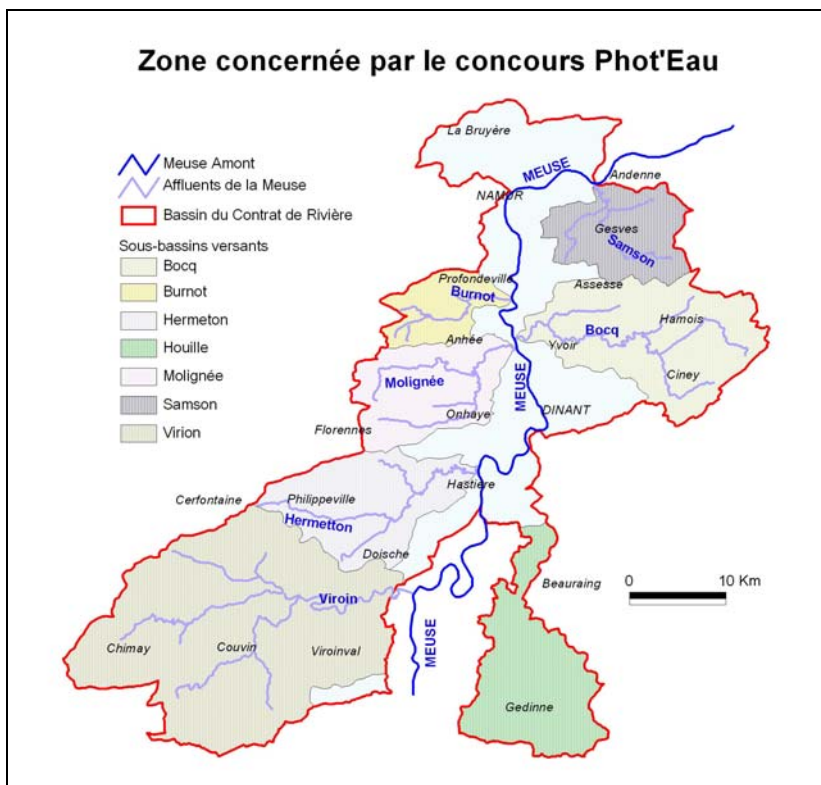 Zone concernée par le concours Phot'Eau
Meuse Amont
Affluents de la Meuse
Bassin du Contrat de Rivière
Sous-bassins versants
Bocq
Burnot
Hermeton
Houille
Molignée
Samson
Virion
La Bruyère
MEUSE
Andenne
NAMUR
Gesves
Samson
Profondeville
Burnot
Assesse
Bocq
Hamois
Anhée
Yvoir
Molignée
MEUSE
Ciney
Onhaye
DINANT
Florennes
Hastière
Cerfontaine
Philippeville
Hermetton
Doische
Beauraing
0 10 Km
Viroin
MEUSE
Chimay
Couvin
Viroinval
Gedinne